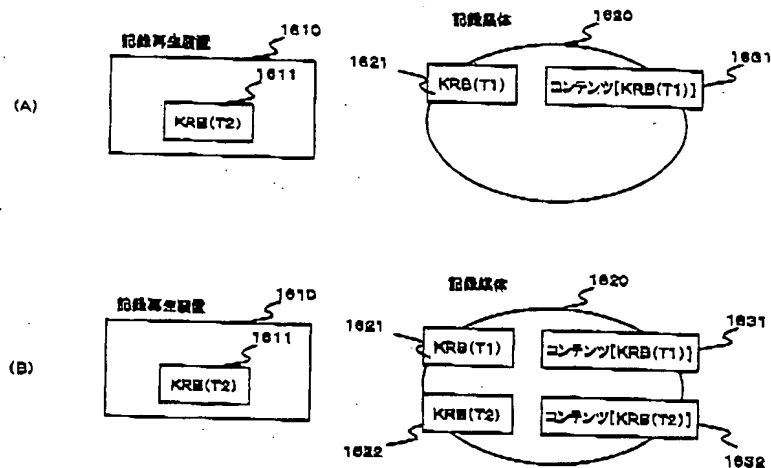 (A)
記録再生装置
1610
1611
KRB(T2)
記録媒体
1620
1621
KRB(T1)
コンテンツ[KRB(T1)]
1631
(B)
記録再生装置
1610
1611
KRB(T2)
記録媒体
1620
1621
KRB(T1)
コンテンツ[KRB(T1)]
1631
KRB(T2)
コンテンツ[KRB(T2)]
1622
1632